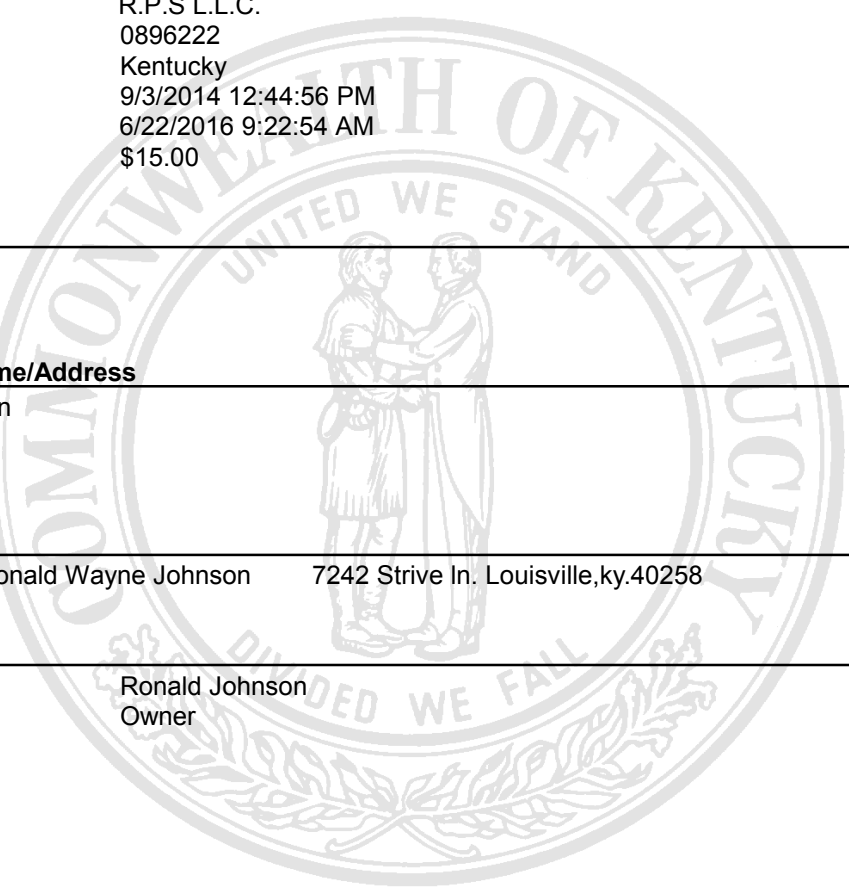 R.P.S L.L.C.
0896222
Kentucky
9/3/2014 12:44:56 PM
6/22/2016 9:22:54 AM
$15.00
COMMONWEALTH OF KENTUCKY
UNITED WE STAND
me/Address
n
onald Wayne Johnson 7242 Strive ln. Louisville,ky.40258
DIVIDED WE FALL
Ronald Johnson
Owner